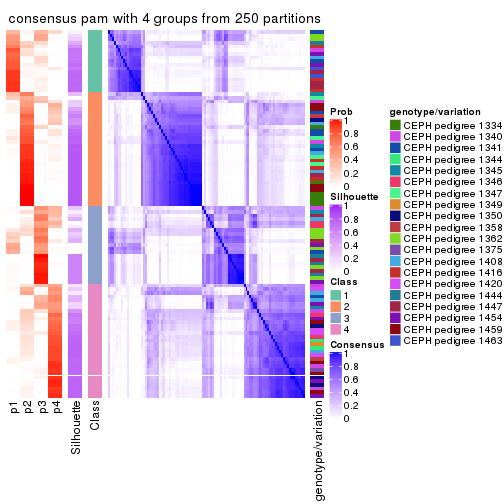 consensus pam with 4 groups from 250 partitions
Prob
1
0.8
0.6
0.4
0.2
0
Silhouette
1
0.8
0.6
0.4
0.2
0
Class
1
2
3
4
Consensus
1
0.8
0.6
0.4
0.2
0
genotype/variation
CEPH pedigree 1334
CEPH pedigree 1340
CEPH pedigree 1341
CEPH pedigree 1344
CEPH pedigree 1345
CEPH pedigree 1346
CEPH pedigree 1347
CEPH pedigree 1349
CEPH pedigree 1350
CEPH pedigree 1358
CEPH pedigree 1362
CEPH pedigree 1375
CEPH pedigree 1408
CEPH pedigree 1416
CEPH pedigree 1420
CEPH pedigree 1444
CEPH pedigree 1447
CEPH pedigree 1454
CEPH pedigree 1459
CEPH pedigree 1463
p1
p2
p3
p4
Silhouette
Class
genotype/variation